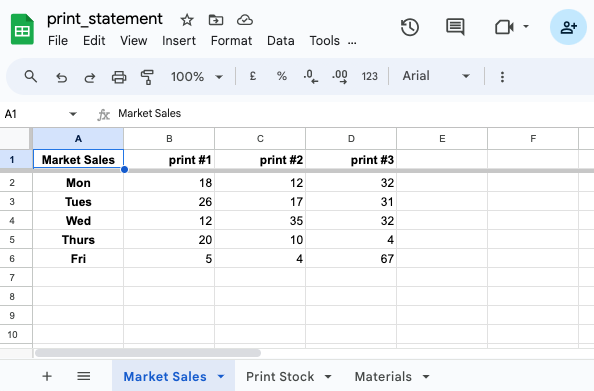 print_statement
File Edit View Insert Format Data Tools ...
100% £ % .0 .00 123 Arial
A1 fx Market Sales
A B C D E F
1 Market Sales print #1 print #2 print #3
2 Mon 18 12 32
3 Tues 26 17 31
4 Wed 12 35 32
5 Thurs 20 10 4
6 Fri 5 4 67
7
8
9
10
Market Sales Print Stock Materials